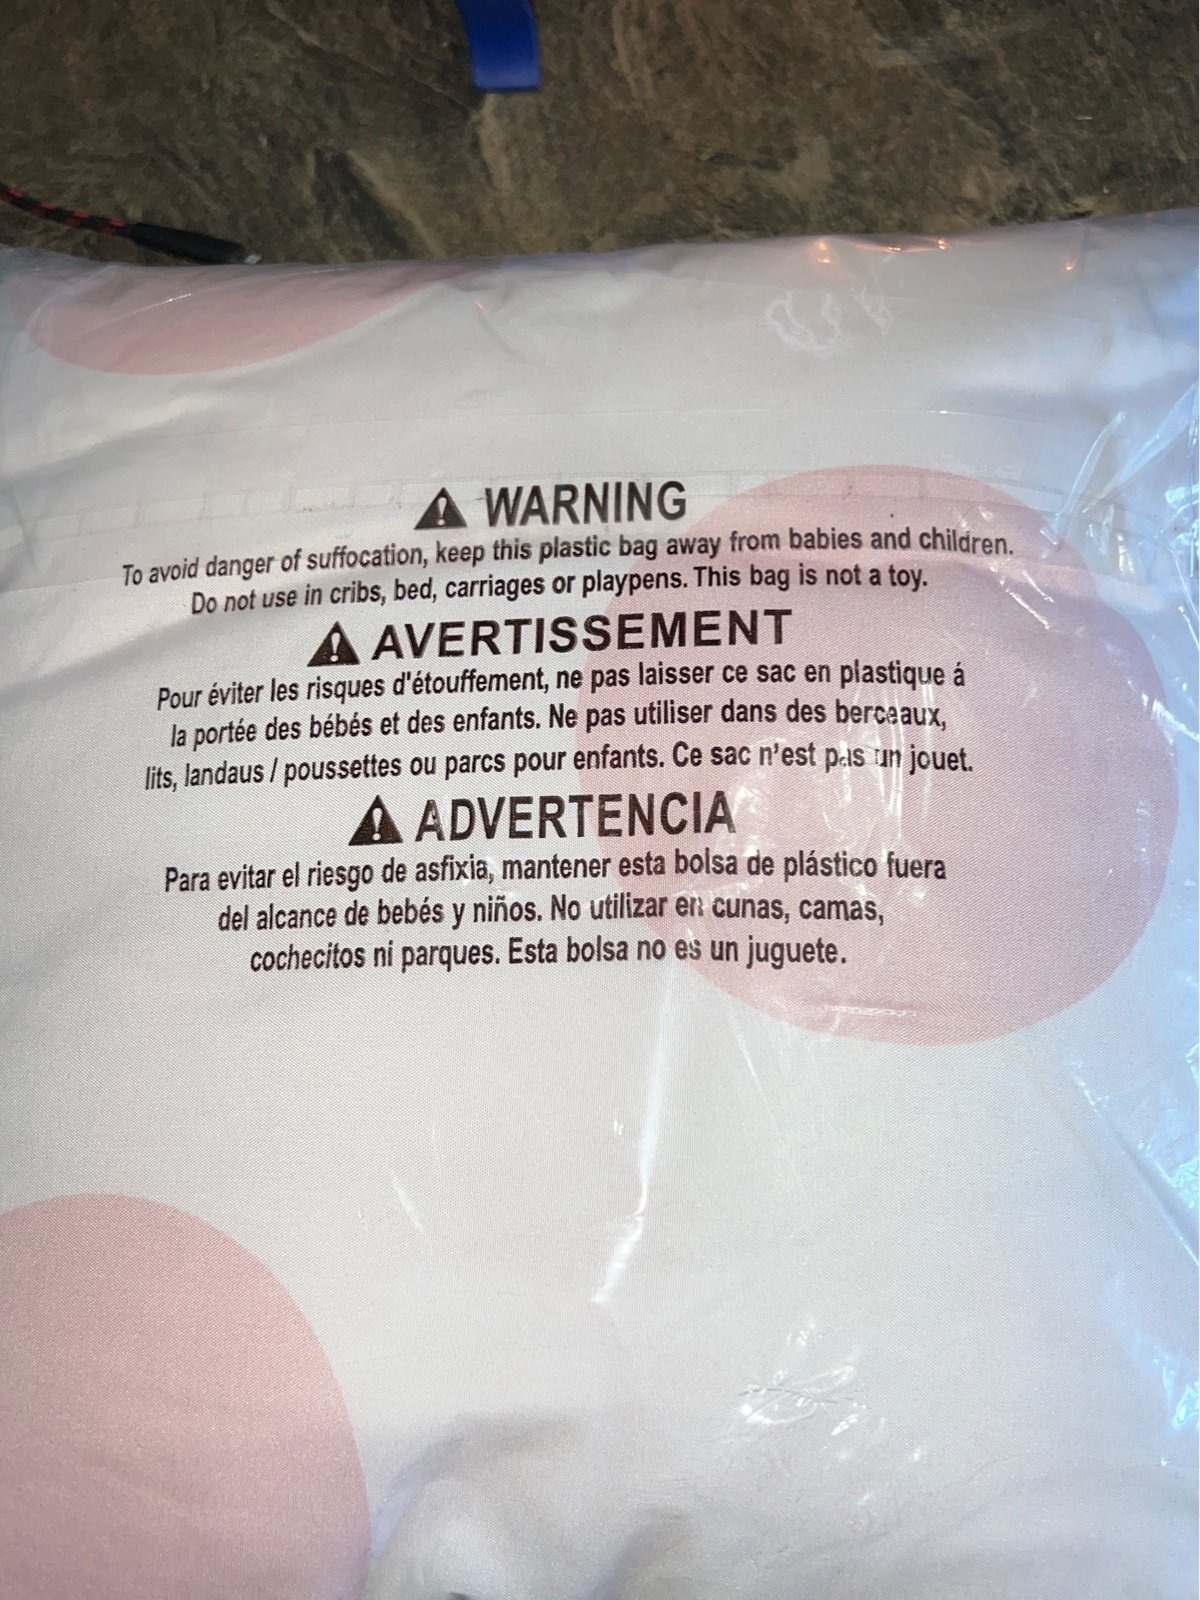 ⚠ WARNING
To avoid danger of suffocation, keep this plastic bag away from babies and children.
Do not use in cribs, bed, carriages or playpens. This bag is not a toy.
⚠ AVERTISSEMENT
Pour éviter les risques d'étouffement, ne pas laisser ce sac en plastique á
la portée des bébés et des enfants. Ne pas utiliser dans des berceaux,
lits, landaus / poussettes ou parcs pour enfants. Ce sac n'est pas un jouet.
⚠ ADVERTENCIA
Para evitar el riesgo de asfixia, mantener esta bolsa de plástico fuera
del alcance de bebés y niños. No utilizar en cunas, camas,
cochecitos ni parques. Esta bolsa no es un juguete.